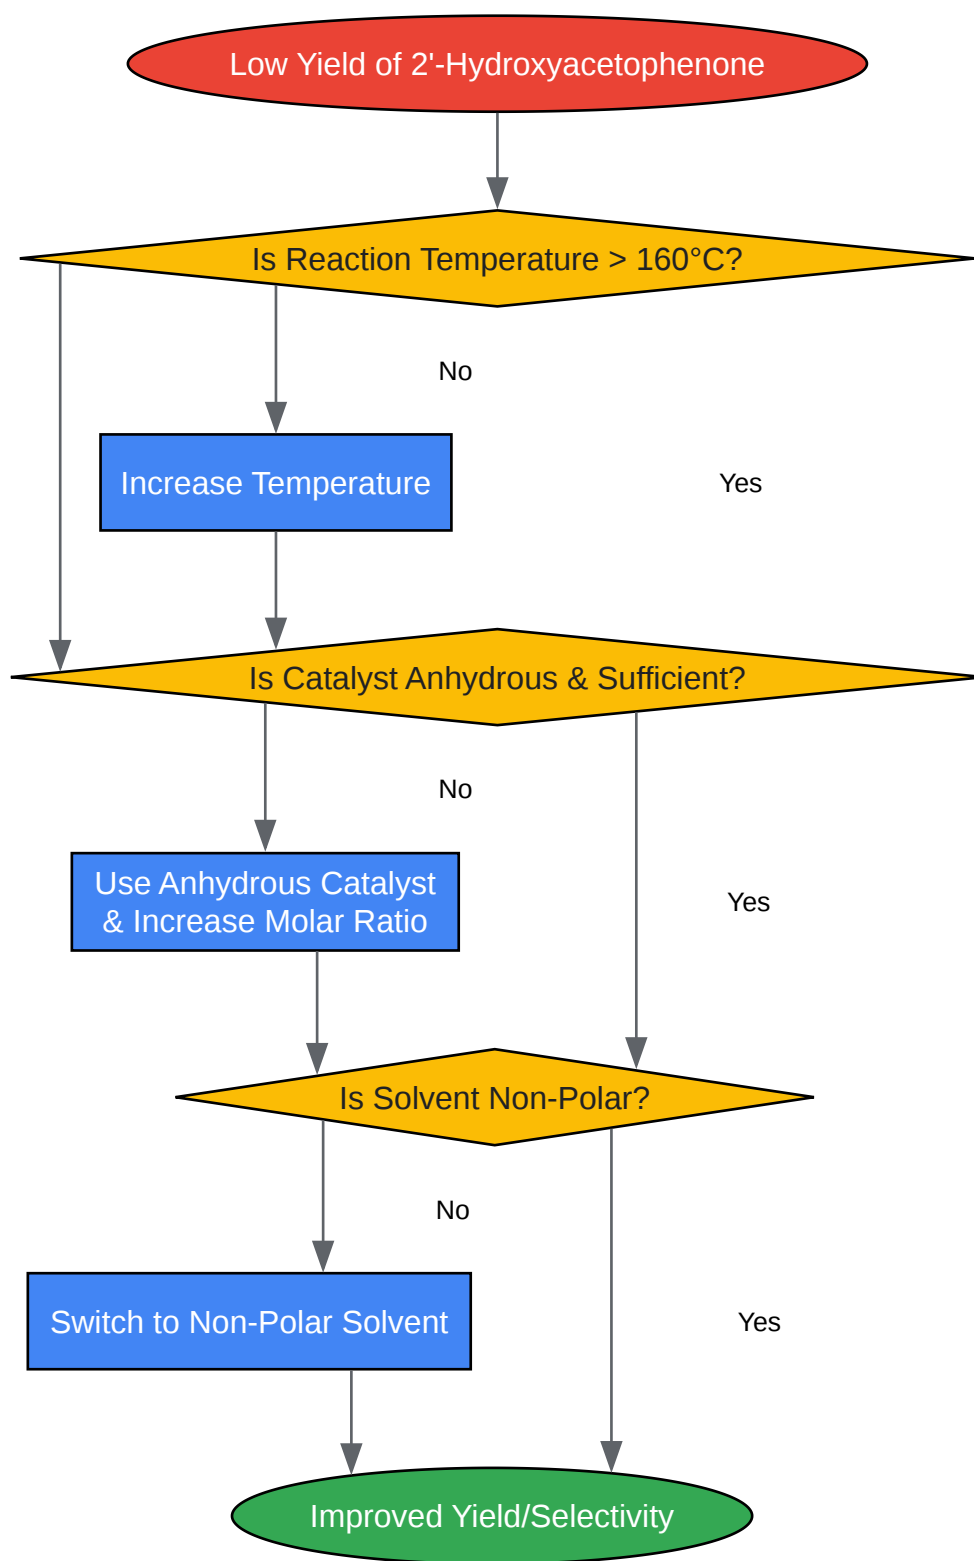 Low Yield of 2'-Hydroxyacetophenone
Is Reaction Temperature > 160°C?
No
Increase Temperature
Yes
Is Catalyst Anhydrous & Sufficient?
No
Use Anhydrous Catalyst
& Increase Molar Ratio
Yes
Is Solvent Non-Polar?
No
Switch to Non-Polar Solvent
Yes
Improved Yield/Selectivity